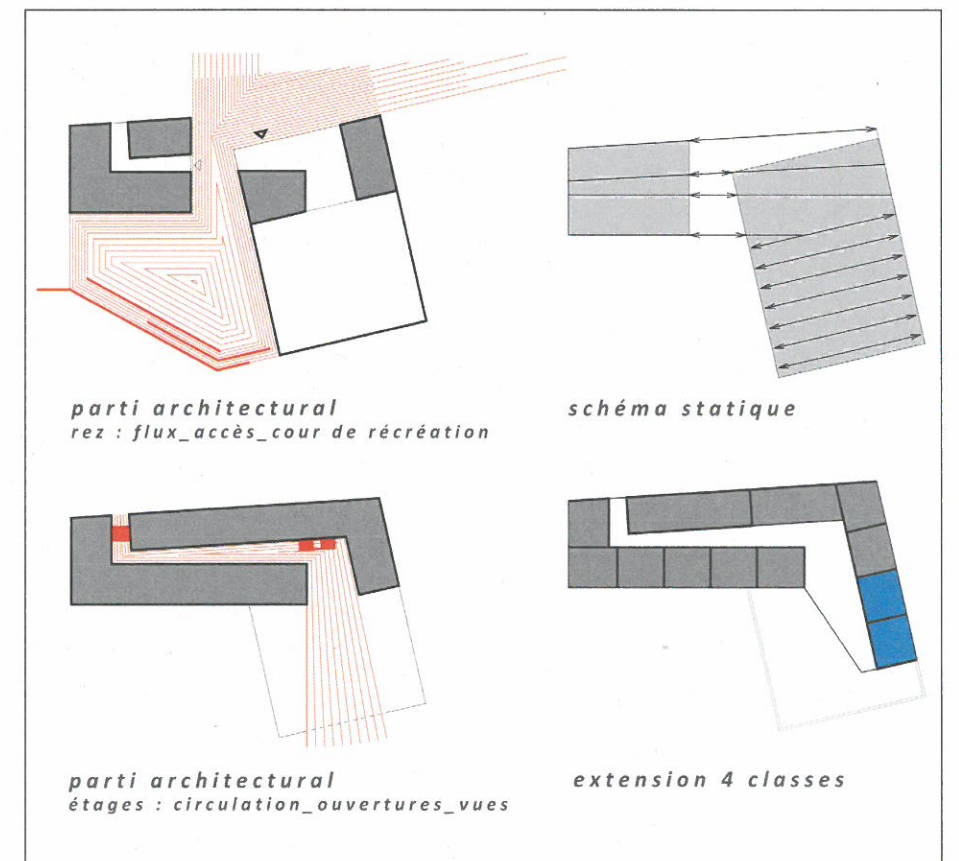 parti architectural
rez : flux_accès_cour de récréation
schéma statique
parti architectural
étages : circulation_ouvertures_vues
extension 4 classes